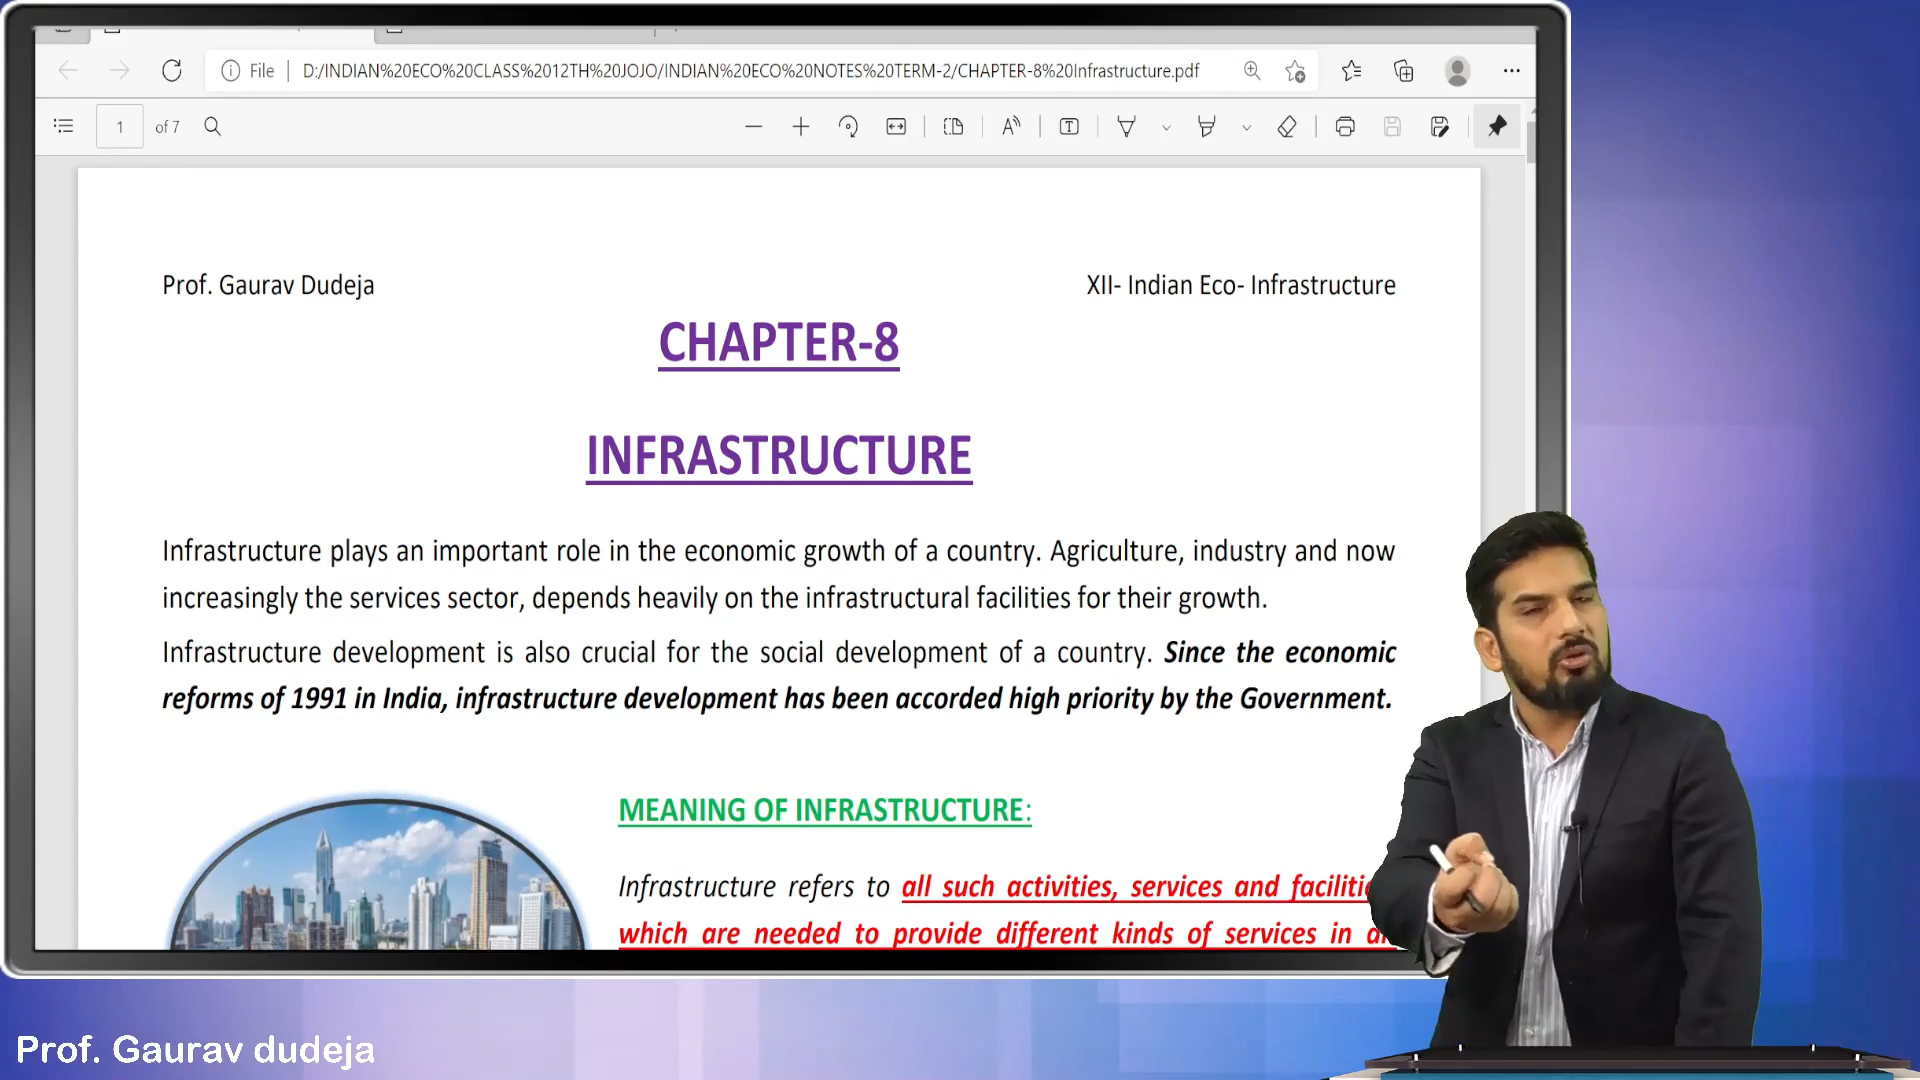 File
D:/INDIAN%20ECO%20CLASS%2012TH%20JOJO/INDIAN%20ECO%20NOTES%20TERM-2/CHAPTER-8%20Infrastructure.pdf
1 of 7
Prof. Gaurav Dudeja
XII- Indian Eco- Infrastructure
CHAPTER-8
INFRASTRUCTURE
Infrastructure plays an important role in the economic growth of a country. Agriculture, industry and now
increasingly the services sector, depends heavily on the infrastructural facilities for their growth.
Infrastructure development is also crucial for the social development of a country. Since the economic
reforms of 1991 in India, infrastructure development has been accorded high priority by the Government.
MEANING OF INFRASTRUCTURE:
Infrastructure refers to all such activities, services and
which are needed to provide different kinds of services in
Prof. Gaurav dudeja